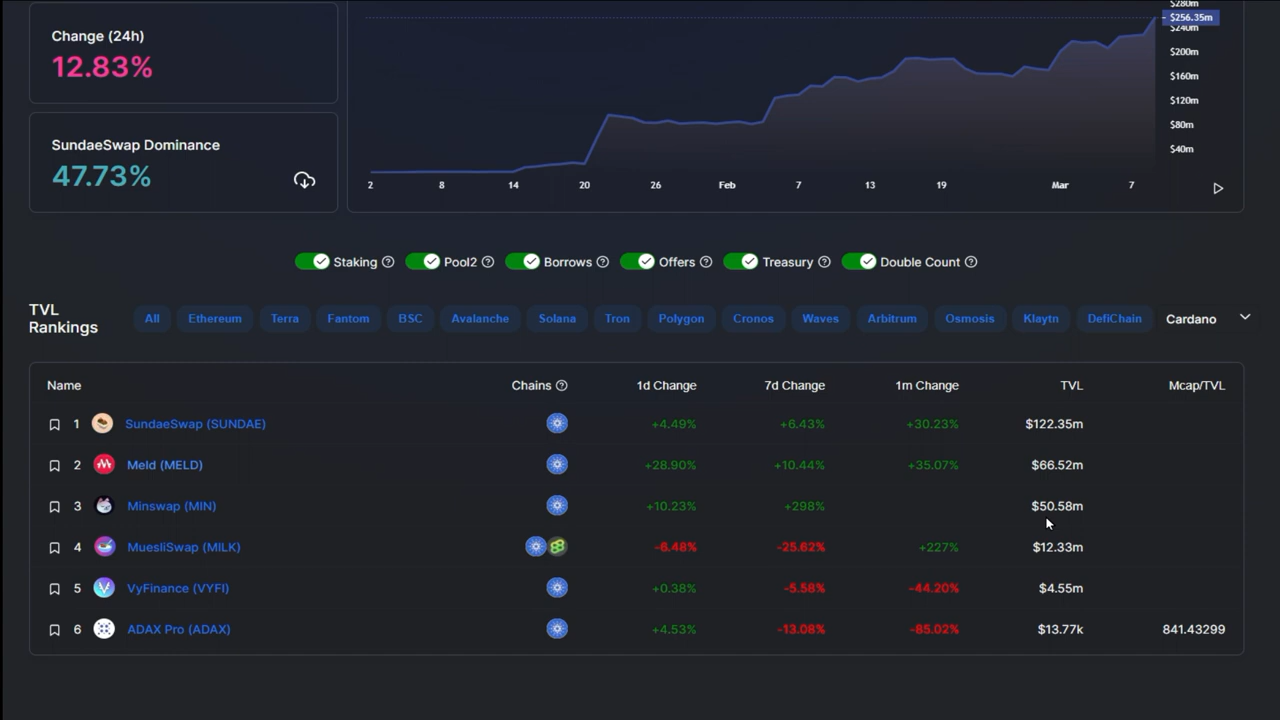 Change (24h)
12.83%
SundaeSwap Dominance
47.73%
$280m
$256.35m
$240m
$200m
$160m
$120m
$80m
$40m
2 8 14 20 26 Feb 7 13 19 Mar 7
Staking Pool2 Borrows Offers Treasury Double Count
TVL
Rankings
All Ethereum Terra Fantom BSC Avalanche Solana Tron Polygon Cronos Waves Arbitrum Osmosis Klaytn DefiChain Cardano
Name Chains 1d Change 7d Change 1m Change TVL Mcap/TVL
1 SundaeSwap (SUNDAE) +4.49% +6.43% +30.23% $122.35m
2 Meld (MELD) +28.90% +10.44% +35.07% $66.52m
3 Minswap (MIN) +10.23% +298% $50.58m
4 MuesliSwap (MILK) -6.48% -25.62% +227% $12.33m
5 VyFinance (VYFI) +0.38% -5.58% -44.20% $4.55m
6 ADAX Pro (ADAX) +4.53% -13.08% -85.02% $13.77k 841.43299